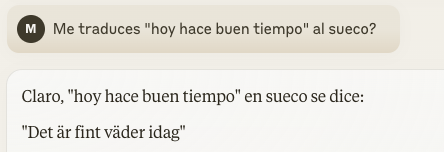 M Me traduces "hoy hace buen tiempo" al sueco?
Claro, "hoy hace buen tiempo" en sueco se dice:
"Det är fint väder idag"